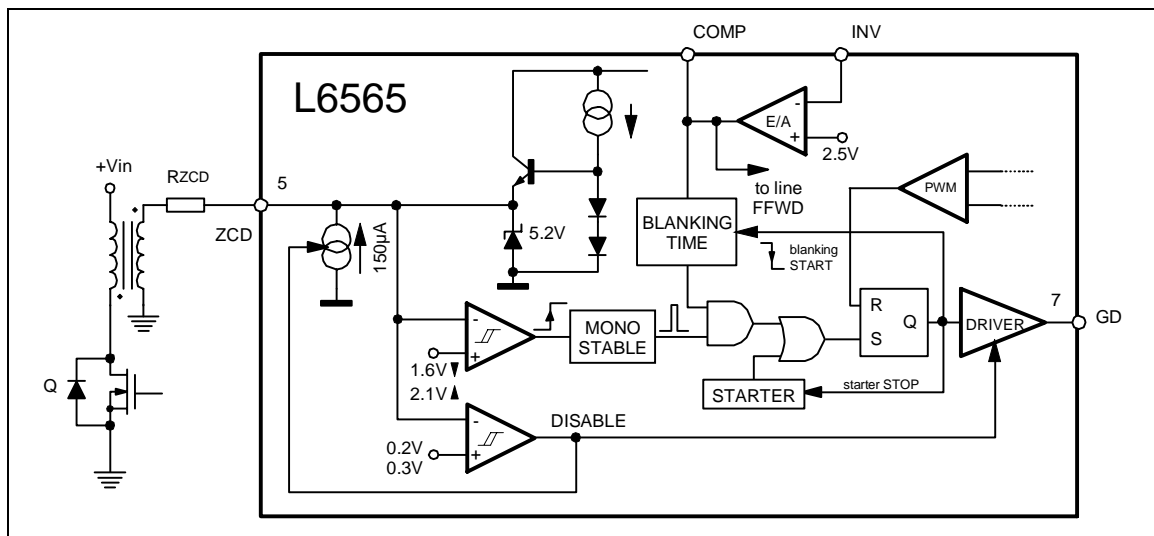 COMP
INV
L6565
E/A
-
+
2.5V
+Vin
RZCD
5
ZCD
150µA
5.2V
to line
FFWD
PWM
BLANKING
TIME
blanking
START
-
+
1.6V
2.1V
MONO
STABLE
R
S
Q
DRIVER
7
GD
Q
STARTER
starter STOP
-
+
0.2V
0.3V
DISABLE